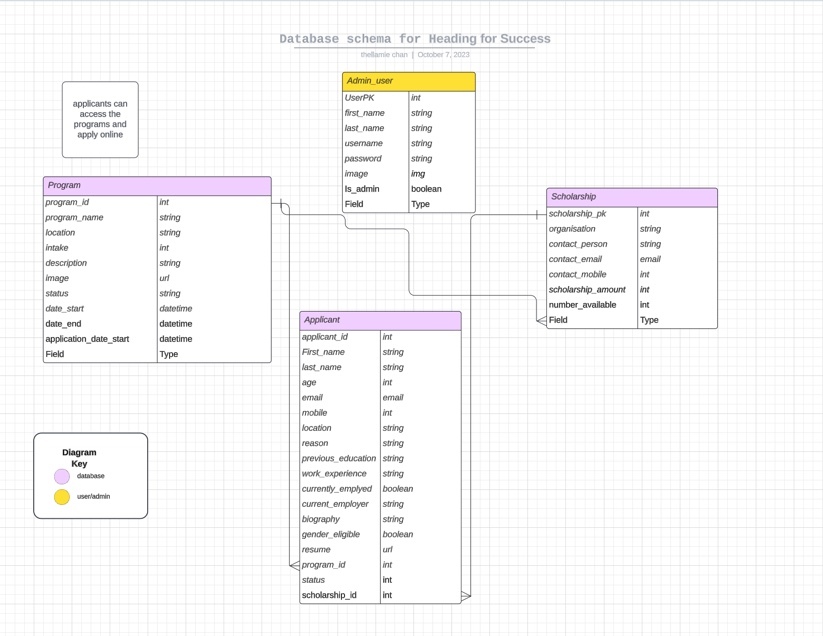 Database schema for Heading for Success
thellamie chan | October 7, 2023
applicants can
access the
programs and
apply online
Admin_user
UserPK int
first_name string
last_name string
username string
password string
image img
Is_admin boolean
Field Type
Program
program_id int
program_name string
location string
intake int
description string
image url
status string
date_start datetime
date_end datetime
application_date_start datetime
Field Type
Scholarship
scholarship_pk int
organisation string
contact_person string
contact_email email
contact_mobile int
scholarship_amount int
number_available int
Field Type
Applicant
applicant_id int
First_name string
last_name string
age int
email email
mobile int
location string
reason string
previous_education string
work_experience string
currently_emplyed boolean
current_employer string
biography string
gender_eligible boolean
resume url
program_id int
status int
scholarship_id int
Diagram
Key
database
user/admin